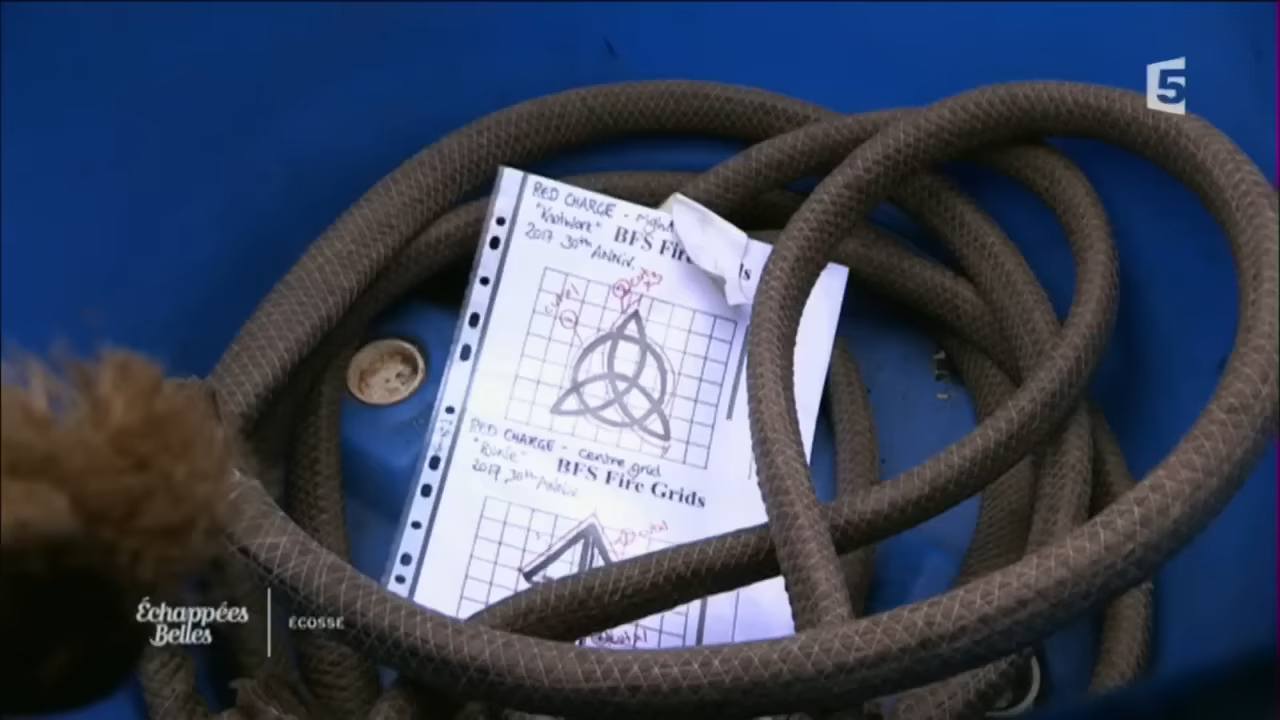 5
RED CHARGE - right
"Knotwork" BFS Fire
2017 30th ANNIV.
RED CHARGE - centre grid
"Runic" BFS Fire Grids
2017, 30th ANNIV.
Échappées
Belles
ÉCOSSE